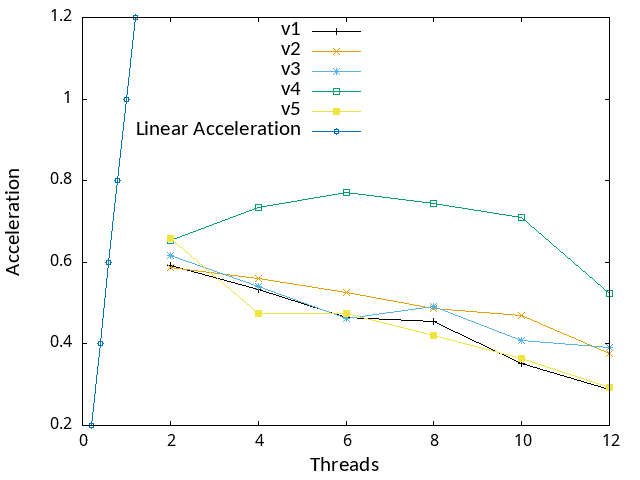 1.2
1
0.8
0.6
0.4
0.2
Acceleration
v1
v2
v3
v4
v5
Linear Acceleration
0 2 4 6 8 10 12
Threads